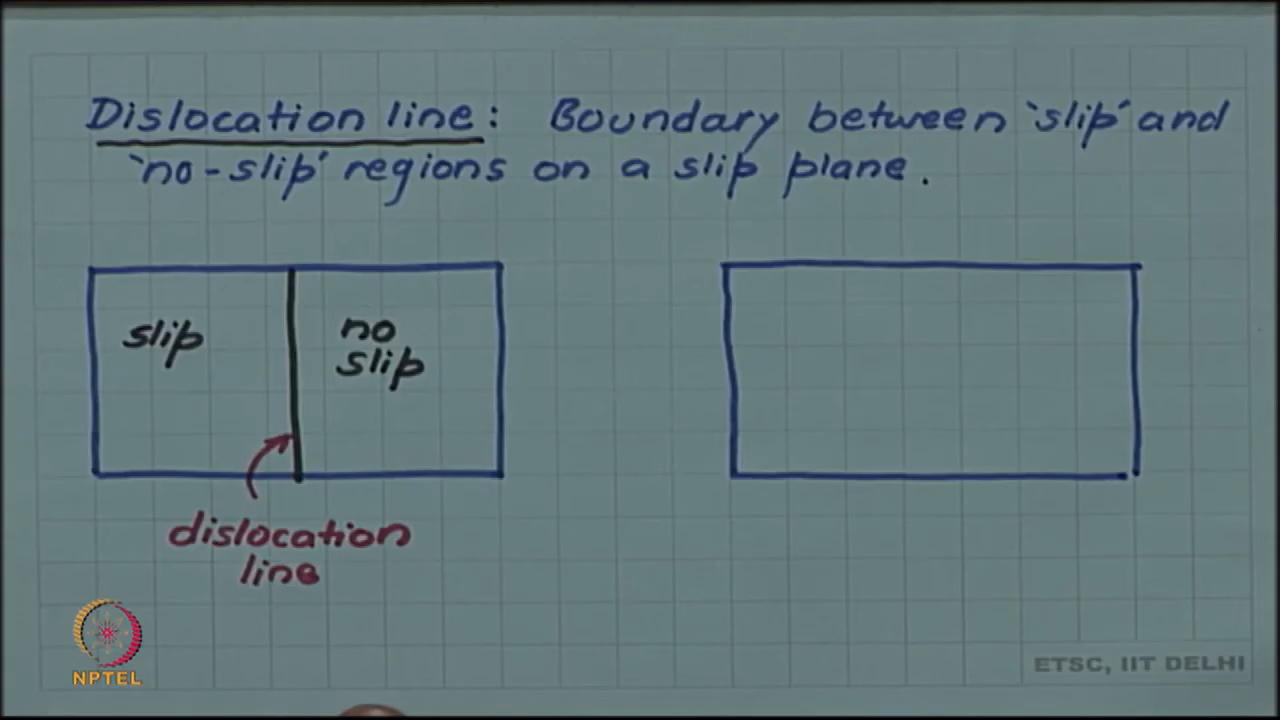 Dislocation line: Boundary between 'slip' and
'no-slip' regions on a slip plane.
slip
no
slip
dislocation
line
NPTEL
ETSC, IIT DELHI